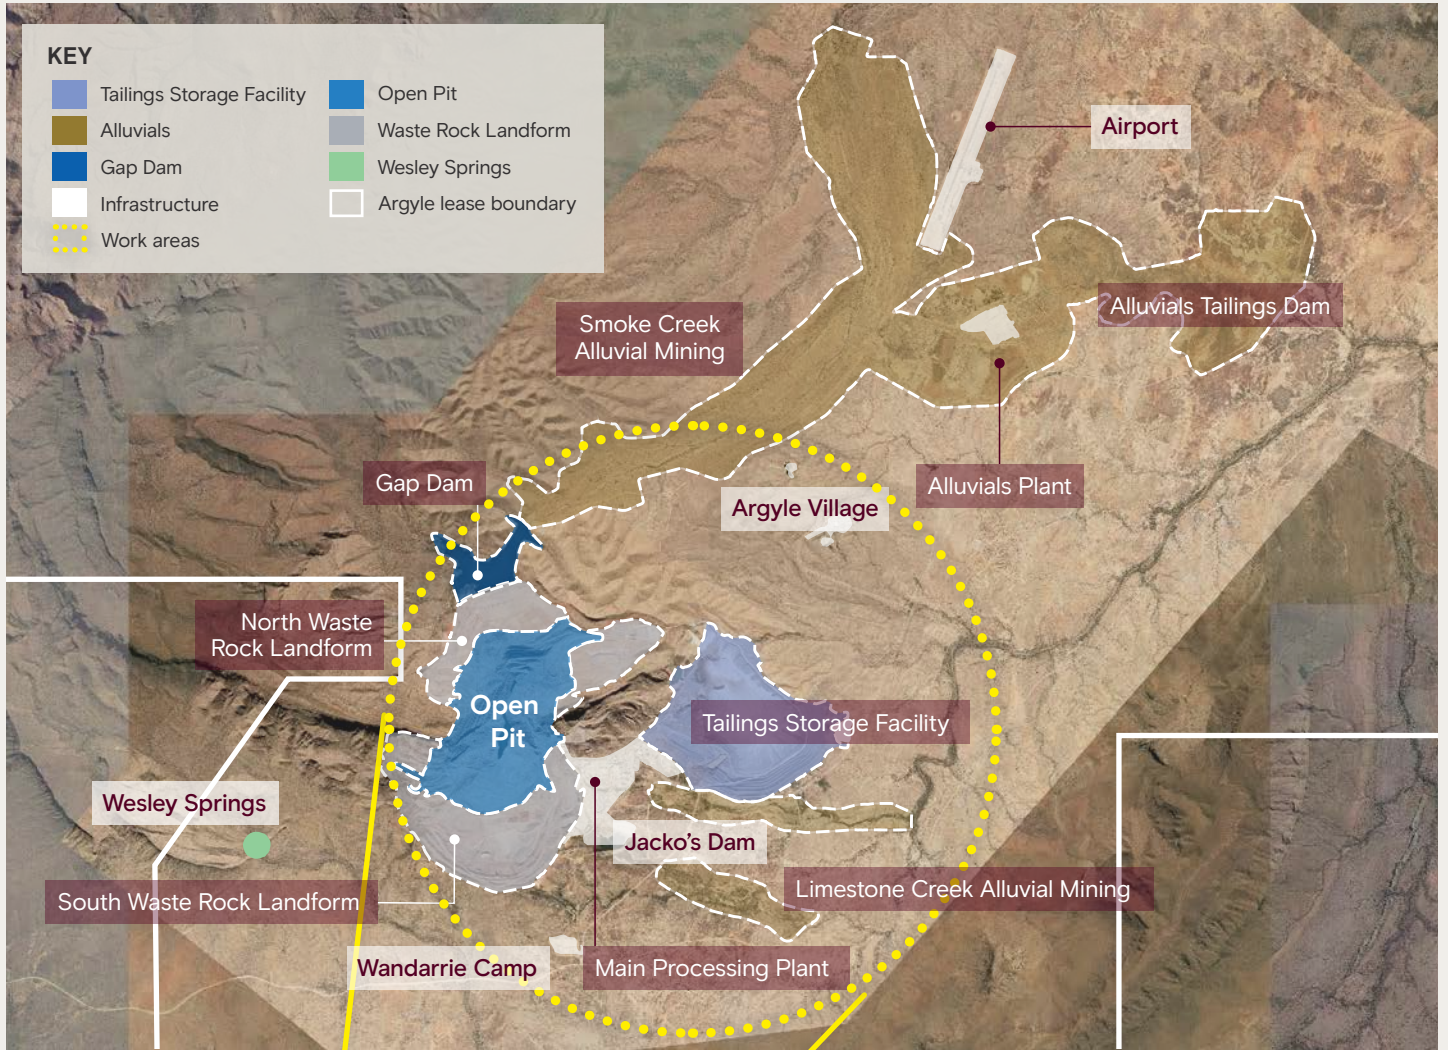 KEY
Tailings Storage Facility
Alluvials
Gap Dam
Infrastructure
Work areas
Open Pit
Waste Rock Landform
Wesley Springs
Argyle lease boundary
Airport
Alluvials Tailings Dam
Smoke Creek
Alluvial Mining
Gap Dam
Alluvials Plant
Argyle Village
North Waste
Rock Landform
Open
Pit
Tailings Storage Facility
Wesley Springs
Jacko's Dam
South Waste Rock Landform
Limestone Creek Alluvial Mining
Wandarrie Camp
Main Processing Plant